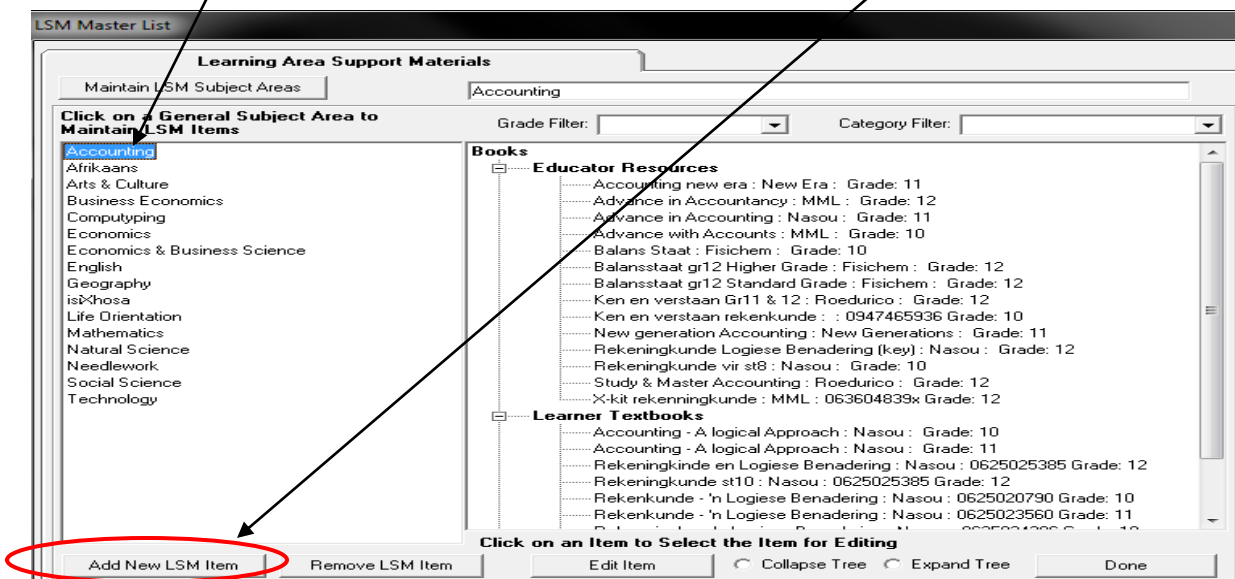 LSM Master List
Learning Area Support Materials
Maintain LSM Subject Areas
Accounting
Click on a General Subject Area to
Maintain LSM Items
Grade Filter:
Category Filter:
Accounting
Afrikaans
Arts & Culture
Business Economics
Computyping
Economics
Economics & Business Science
English
Geography
isiXhosa
Life Orientation
Mathematics
Natural Science
Needlework
Social Science
Technology
Books
Educator Resources
Accounting new era : New Era : Grade: 11
Advance in Accountancy : MML : Grade: 12
Advance in Accounting : Nasou : Grade: 11
Advance with Accounts : MML : Grade: 10
Balans Staat : Fisichem : Grade: 10
Balansstaat gr12 Higher Grade : Fisichem : Grade: 12
Balansstaat gr12 Standard Grade : Fisichem : Grade: 12
Ken en verstaan Gr11 & 12 : Roedurico : Grade: 12
Ken en verstaan rekenkunde : : 0947465936 Grade: 10
New generation Accounting : New Generations : Grade: 11
Rekeningkunde Logiese Benadering (key) : Nasou : Grade: 12
Rekeningkunde vir st8 : Nasou : Grade: 10
Study & Master Accounting : Roedurico : Grade: 12
X-kit rekenningkunde : MML : 063604839x Grade: 12
Learner Textbooks
Accounting - A logical Approach : Nasou : Grade: 10
Accounting - A logical Approach : Nasou : Grade: 11
Rekeningkinde en Logiese Benadering : Nasou : 0625025385 Grade: 12
Rekeningkunde st10 : Nasou : 0625025385 Grade: 12
Rekenkunde - 'n Logiese Benadering : Nasou : 0625020790 Grade: 10
Rekenkunde - 'n Logiese Benadering : Nasou : 0625023560 Grade: 11
Click on an Item to Select the Item for Editing
Add New LSM Item
Remove LSM Item
Edit Item
Collapse Tree
Expand Tree
Done